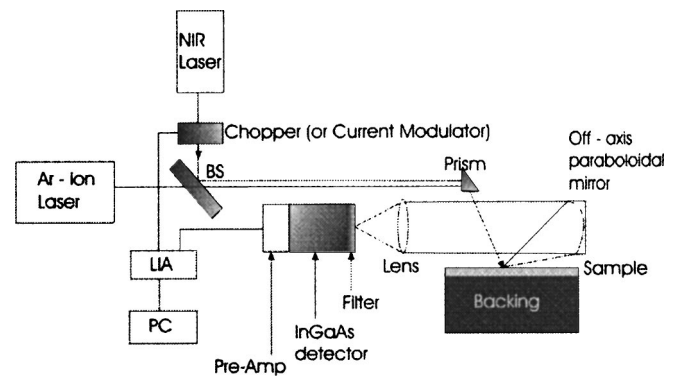 NIR
Laser
Chopper (or Current Modulator)
Off - axis
paraboloidal
mirror
BS
Prism
Ar - Ion
Laser
LIA
Lens
Sample
Filter
Backing
PC
InGaAs
detector
Pre-Amp